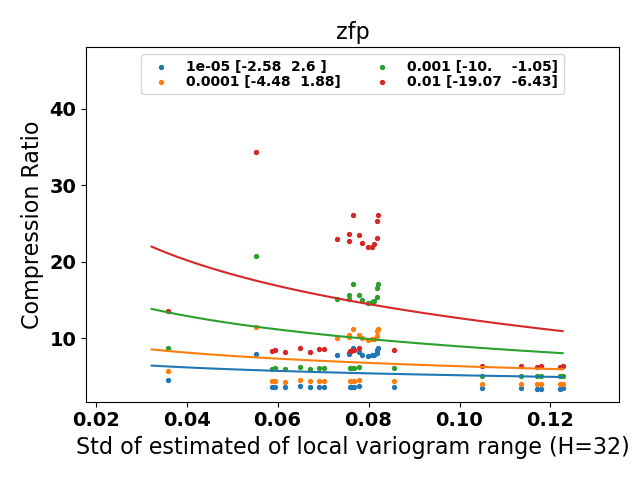 zfp
1e-05 [-2.58  2.6 ]
0.0001 [-4.48  1.88]
0.001 [-10.    -1.05]
0.01 [-19.07  -6.43]
Compression Ratio
40
30
20
10
0.02 0.04 0.06 0.08 0.10 0.12
Std of estimated of local variogram range (H=32)